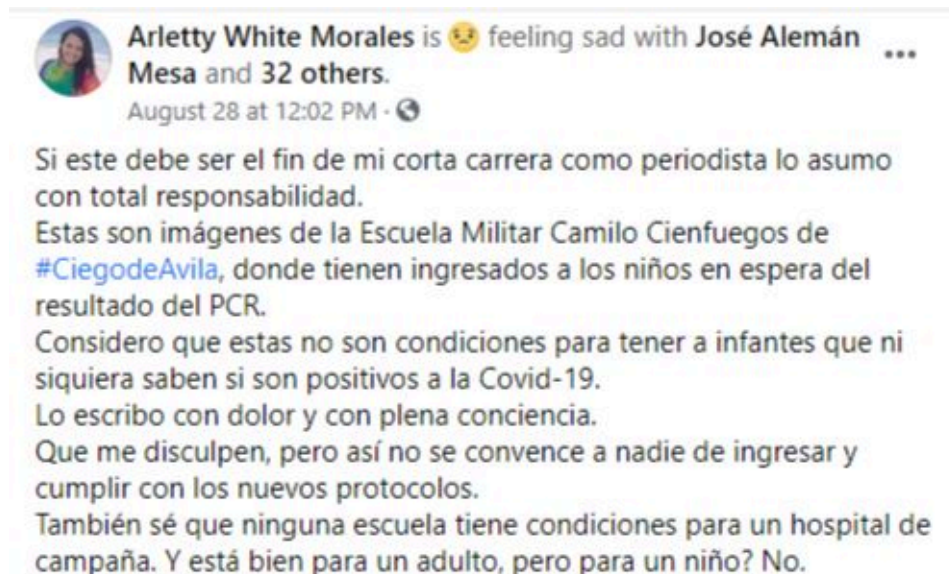 Arletty White Morales is 😟 feeling sad with José Alemán
Mesa and 32 others.
August 28 at 12:02 PM ·
Si este debe ser el fin de mi corta carrera como periodista lo asumo
con total responsabilidad.
Estas son imágenes de la Escuela Militar Camilo Cienfuegos de
#CiegodeAvila, donde tienen ingresados a los niños en espera del
resultado del PCR.
Considero que estas no son condiciones para tener a infantes que ni
siquiera saben si son positivos a la Covid-19.
Lo escribo con dolor y con plena conciencia.
Que me disculpen, pero así no se convence a nadie de ingresar y
cumplir con los nuevos protocolos.
También sé que ninguna escuela tiene condiciones para un hospital de
campaña. Y está bien para un adulto, pero para un niño? No.